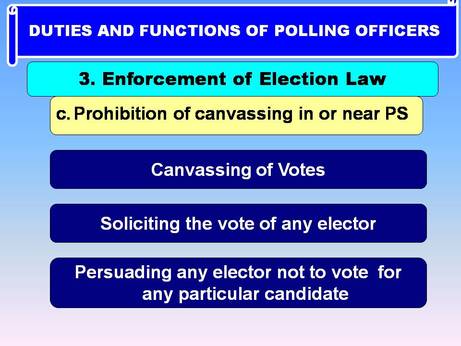 DUTIES AND FUNCTIONS OF POLLING OFFICERS
3. Enforcement of Election Law
c. Prohibition of canvassing in or near PS
Canvassing of Votes
Soliciting the vote of any elector
Persuading any elector not to vote for
any particular candidate